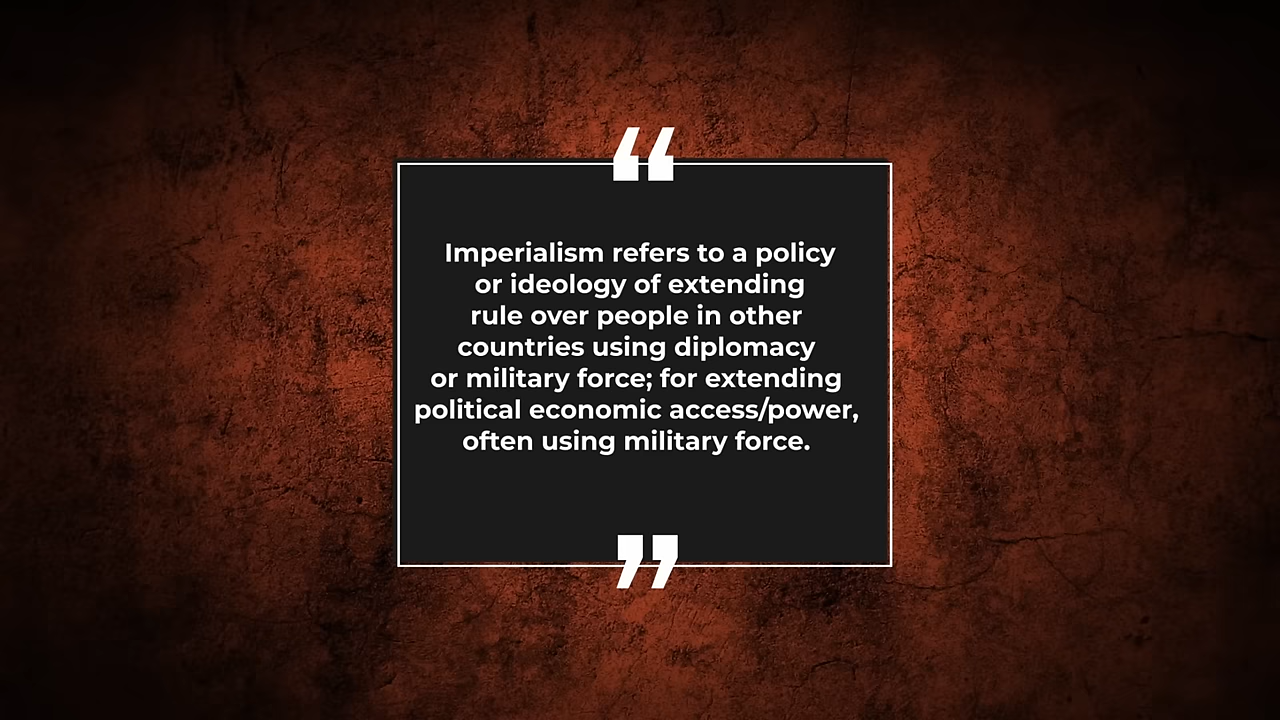 “
Imperialism refers to a policy
or ideology of extending
rule over people in other
countries using diplomacy
or military force; for extending
political economic access/power,
often using military force.
”